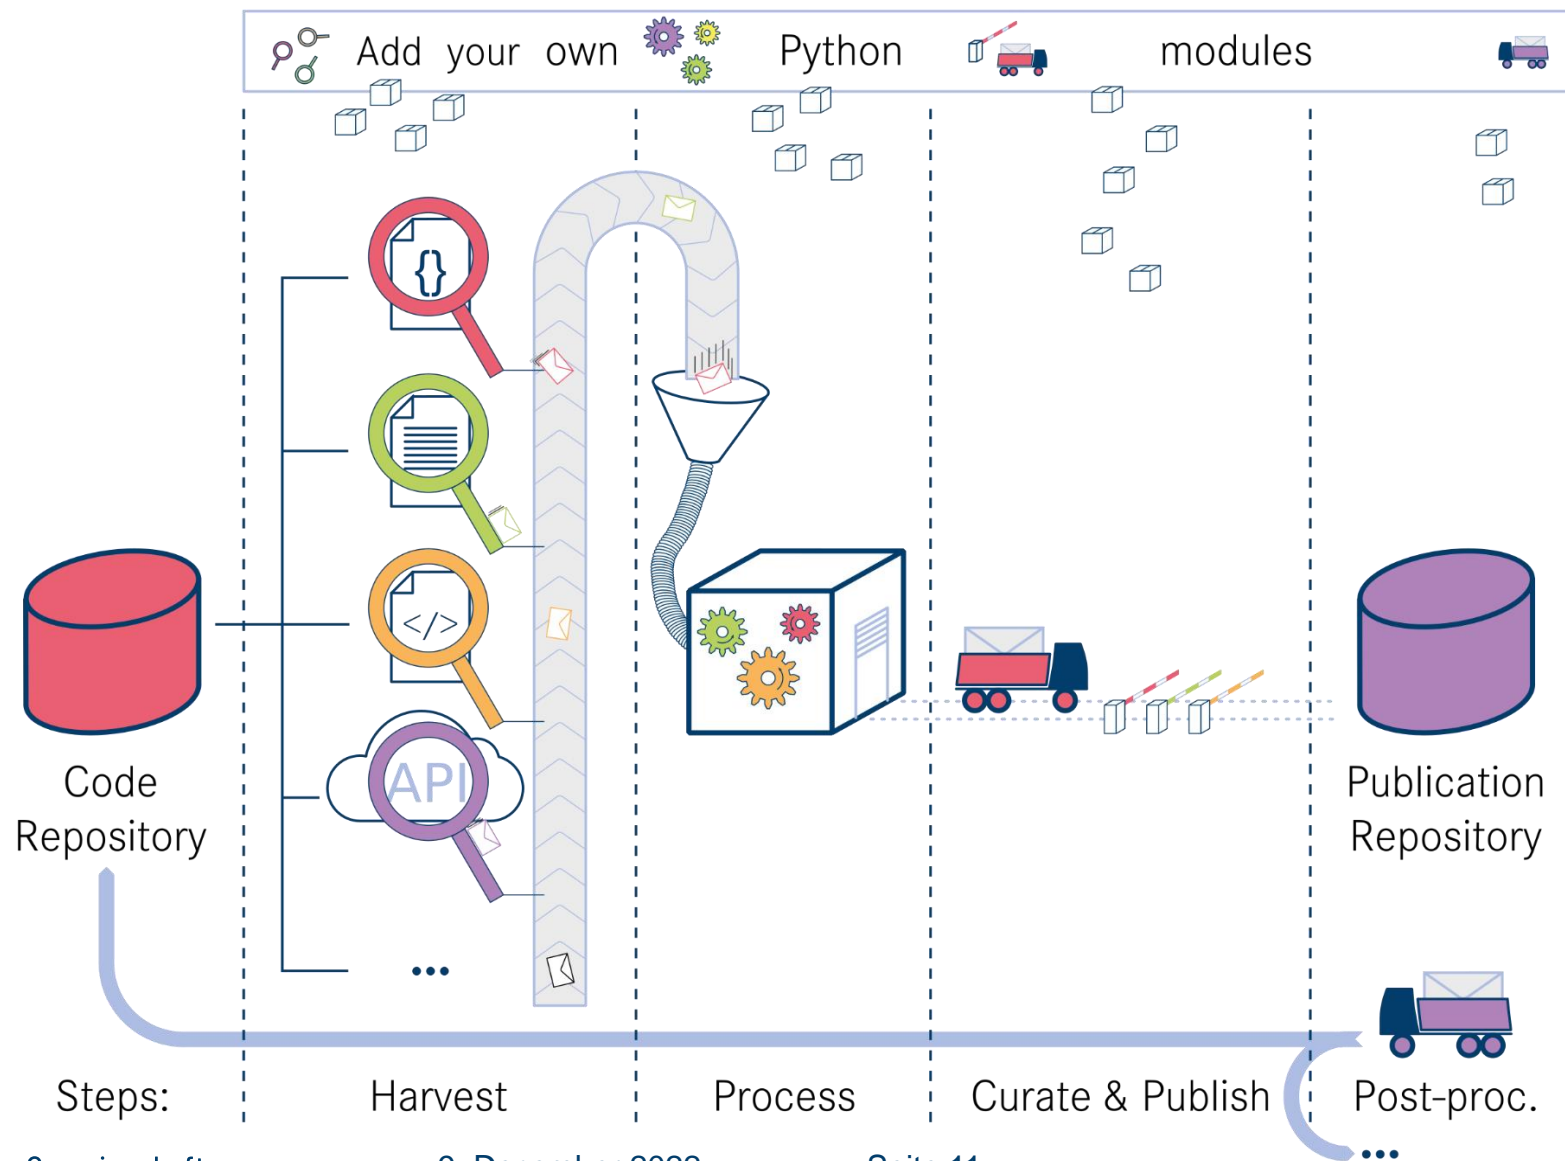 Add your own Python modules
{}
</>
API
Code
Repository
Publication
Repository
...
Steps: Harvest Process Curate & Publish Post-proc.
...